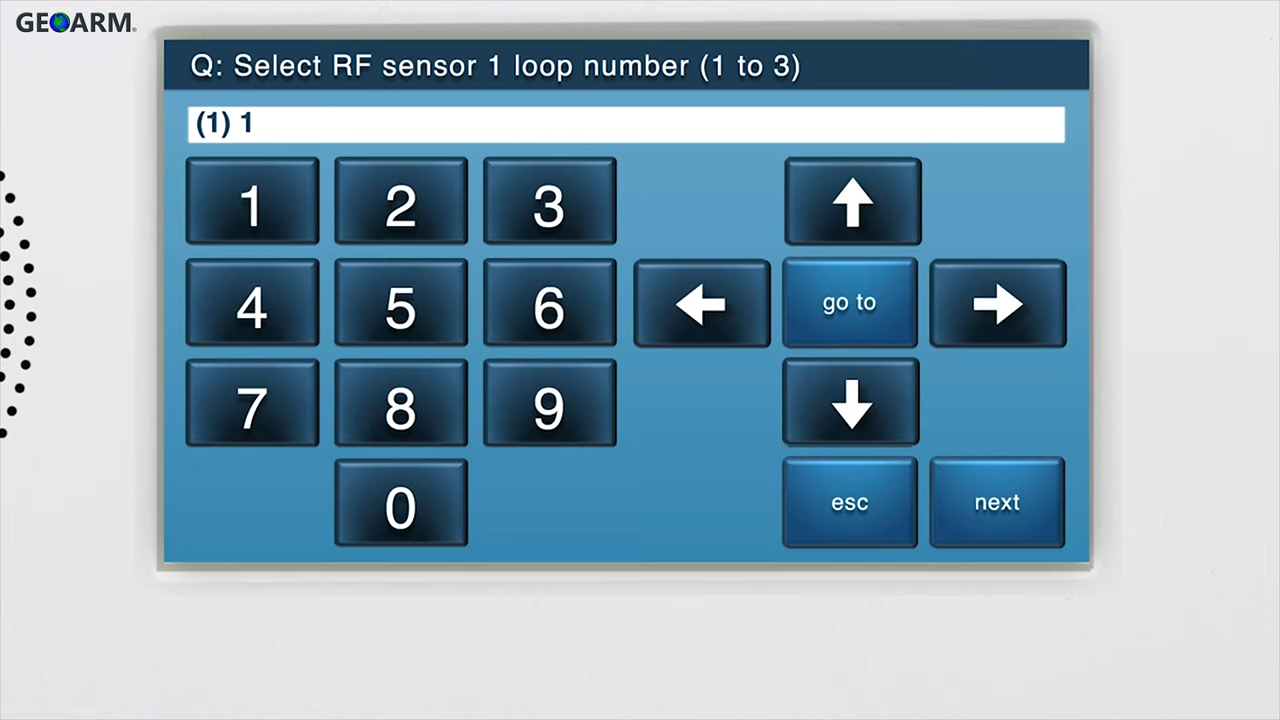 GEOARM®
Q: Select RF sensor 1 loop number (1 to 3)
(1) 1
1 2 3
4 5 6 go to
7 8 9
0 esc next